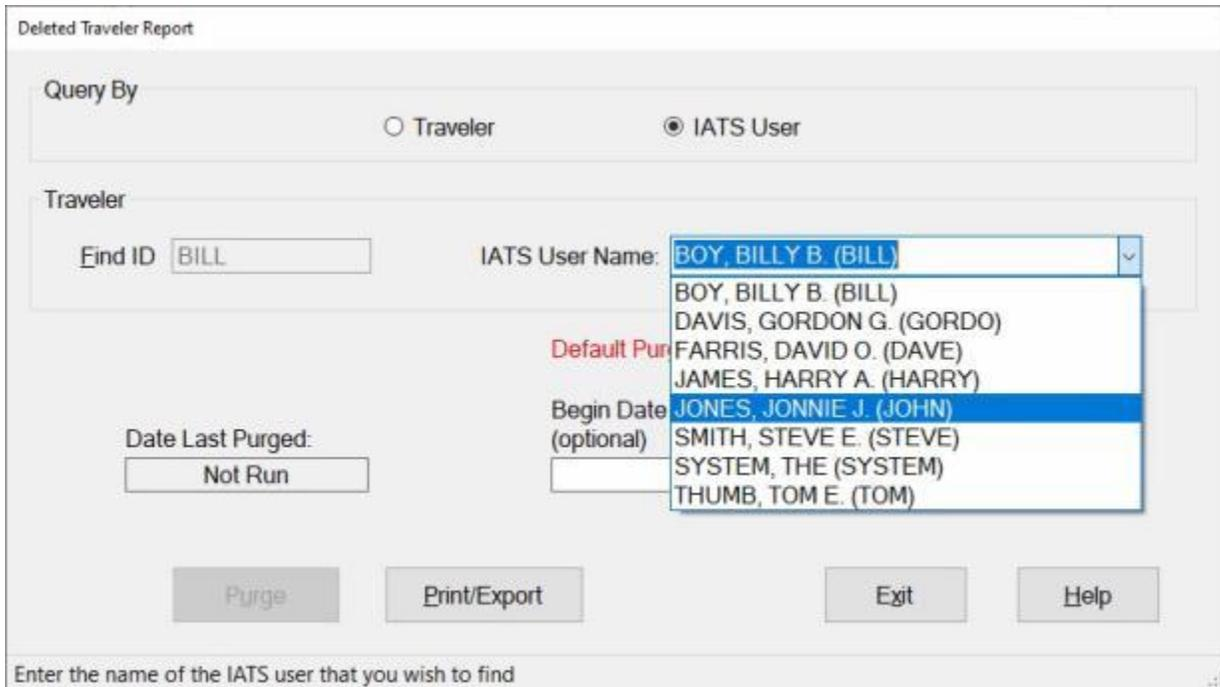 Deleted Traveler Report
Query By
Traveler
IATS User
Traveler
Find ID
BILL
IATS User Name:
BOY, BILLY B. (BILL)
BOY, BILLY B. (BILL)
DAVIS, GORDON G. (GORDO)
FARRIS, DAVID O. (DAVE)
JAMES, HARRY A. (HARRY)
JONES, JONNIE J. (JOHN)
SMITH, STEVE E. (STEVE)
SYSTEM, THE (SYSTEM)
THUMB, TOM E. (TOM)
Default
Begin Date
(optional)
Date Last Purged:
Not Run
Purge
Print/Export
Exit
Help
Enter the name of the IATS user that you wish to find